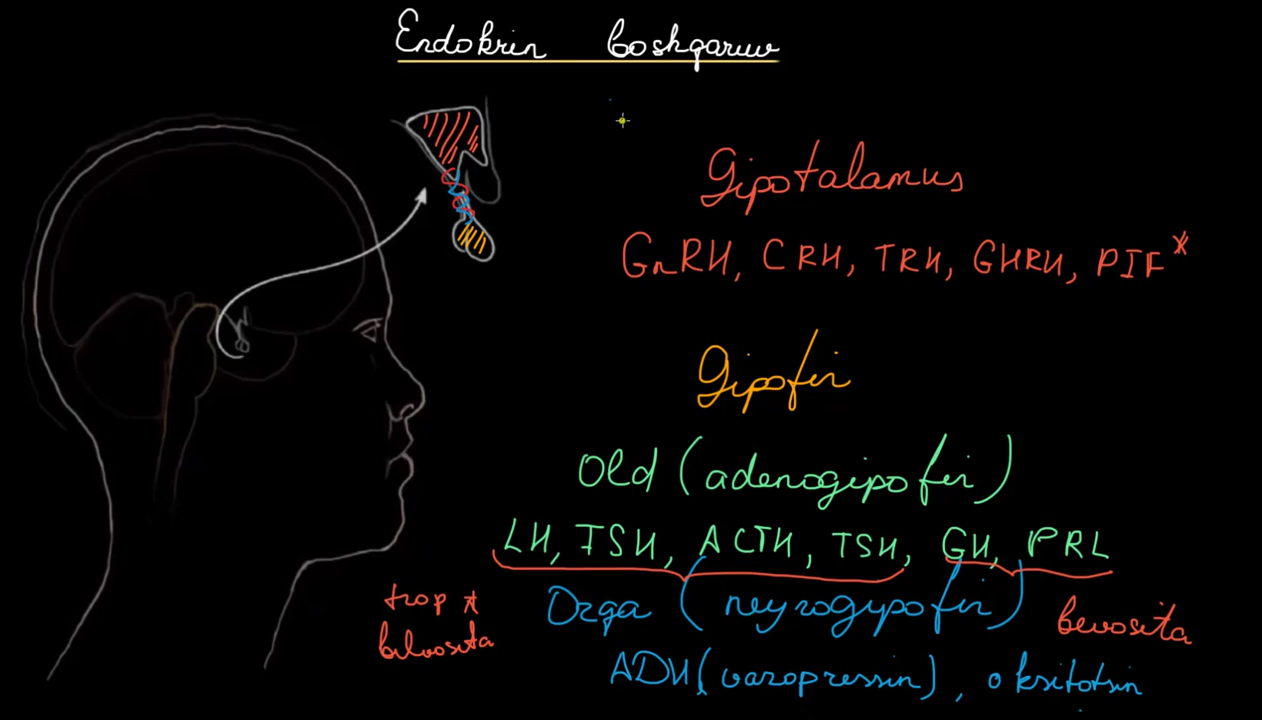 Endokrin boshqaruv
Gipotalamus
GnRH, CRH, TRH, GHRH, PIF*
Gipofiz
Old (adenogipofiz)
LH, FSH, ACTH, TSH, GH, PRL
trop *
bilvosita
Orqa (neyrogipofiz)
bevosita
ADH (vazopressin), oksitotsin